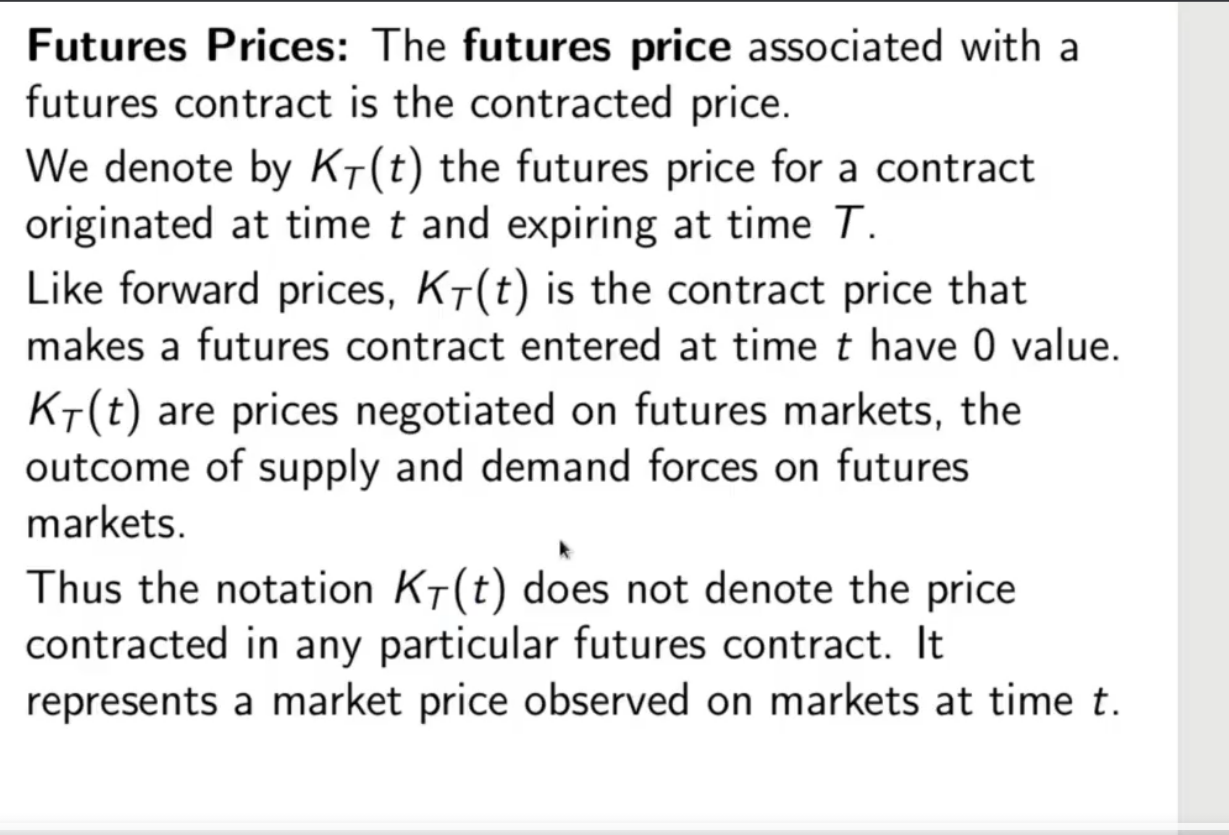 Futures Prices: The futures price associated with a
futures contract is the contracted price.
We denote by K_T(t) the futures price for a contract
originated at time t and expiring at time T.
Like forward prices, K_T(t) is the contract price that
makes a futures contract entered at time t have 0 value.
K_T(t) are prices negotiated on futures markets, the
outcome of supply and demand forces on futures
markets.
Thus the notation K_T(t) does not denote the price
contracted in any particular futures contract. It
represents a market price observed on markets at time t.